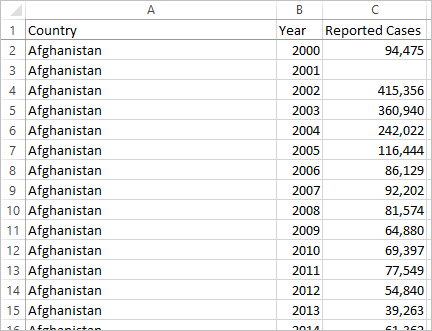 A B C
1 Country Year Reported Cases
2 Afghanistan 2000 94,475
3 Afghanistan 2001
4 Afghanistan 2002 415,356
5 Afghanistan 2003 360,940
6 Afghanistan 2004 242,022
7 Afghanistan 2005 116,444
8 Afghanistan 2006 86,129
9 Afghanistan 2007 92,202
10 Afghanistan 2008 81,574
11 Afghanistan 2009 64,880
12 Afghanistan 2010 69,397
13 Afghanistan 2011 77,549
14 Afghanistan 2012 54,840
15 Afghanistan 2013 39,263
16 Afghanistan 2014